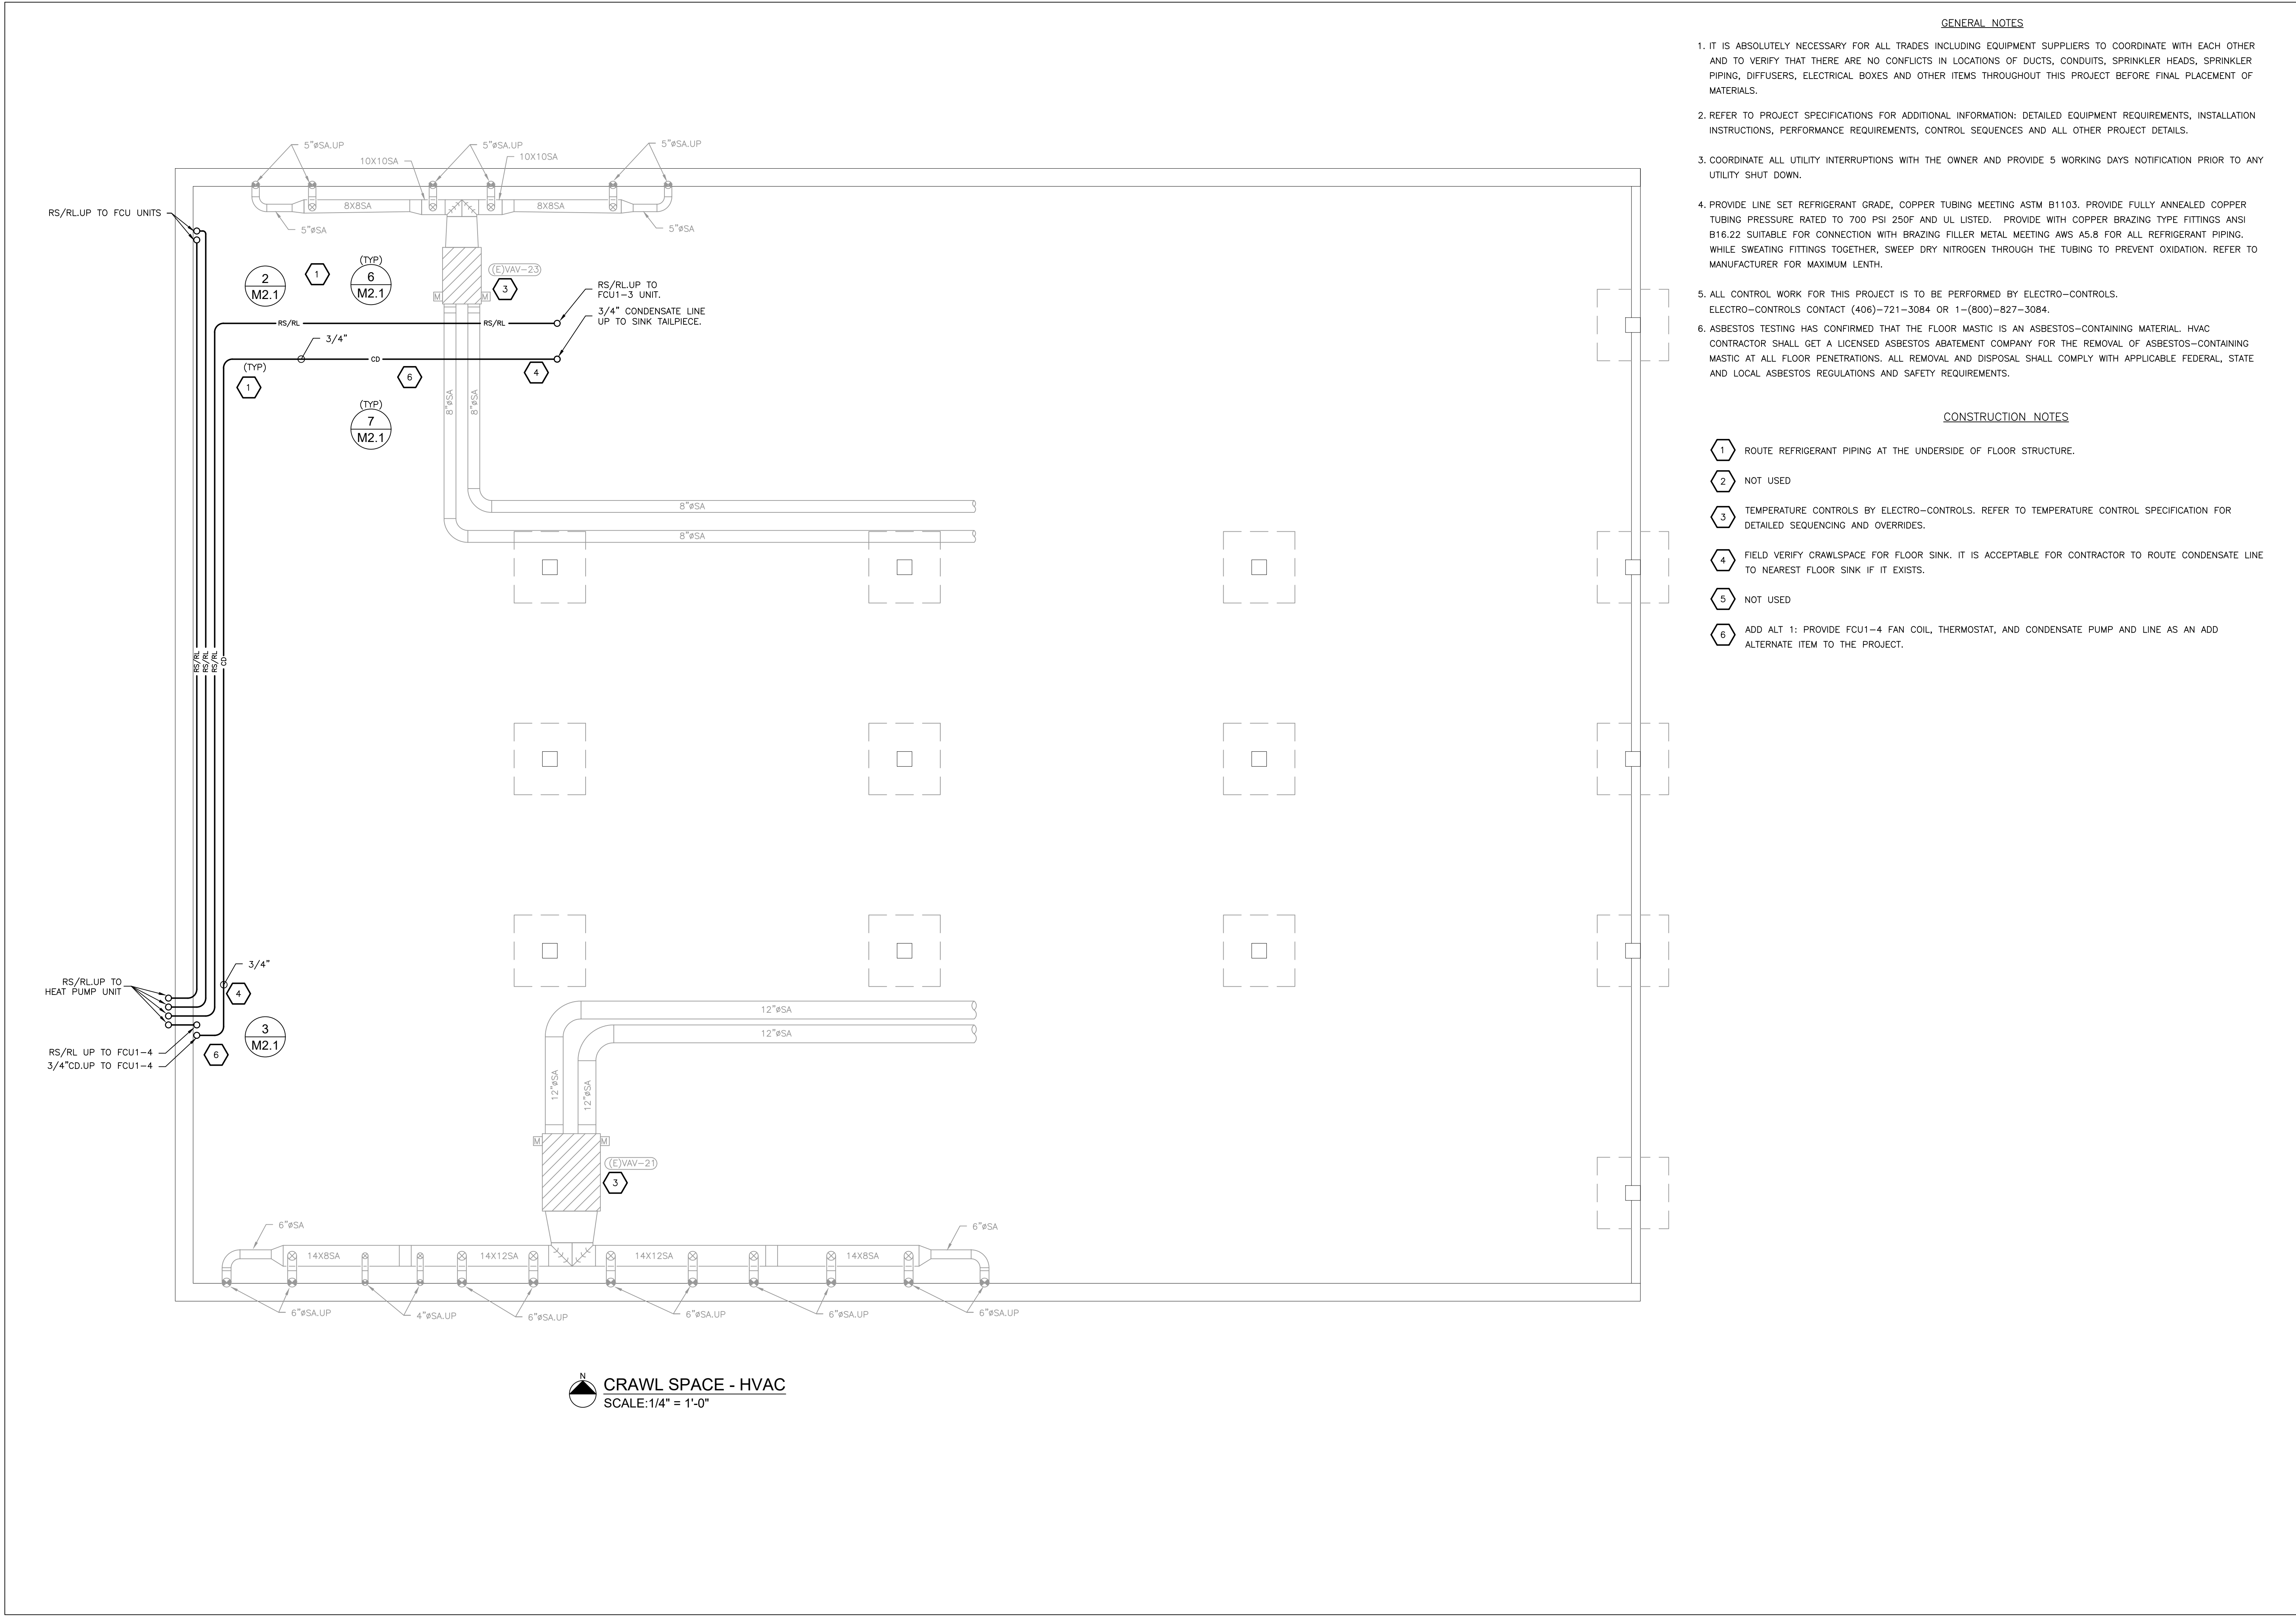 GENERAL NOTES
1. IT IS ABSOLUTELY NECESSARY FOR ALL TRADES INCLUDING EQUIPMENT SUPPLIERS TO COORDINATE WITH EACH OTHER
AND TO VERIFY THAT THERE ARE NO CONFLICTS IN LOCATIONS OF DUCTS, CONDUITS, SPRINKLER HEADS, SPRINKLER
PIPING, DIFFUSERS, ELECTRICAL BOXES AND OTHER ITEMS THROUGHOUT THIS PROJECT BEFORE FINAL PLACEMENT OF
MATERIALS.
2. REFER TO PROJECT SPECIFICATIONS FOR ADDITIONAL INFORMATION: DETAILED EQUIPMENT REQUIREMENTS, INSTALLATION
INSTRUCTIONS, PERFORMANCE REQUIREMENTS, CONTROL SEQUENCES AND ALL OTHER PROJECT DETAILS.
3. COORDINATE ALL UTILITY INTERRUPTIONS WITH THE OWNER AND PROVIDE 5 WORKING DAYS NOTIFICATION PRIOR TO ANY
UTILITY SHUT DOWN.
4. PROVIDE LINE SET REFRIGERANT GRADE, COPPER TUBING MEETING ASTM B1103. PROVIDE FULLY ANNEALED COPPER
TUBING PRESSURE RATED TO 700 PSI 250F AND UL LISTED. PROVIDE WITH COPPER BRAZING TYPE FITTINGS ANSI
B16.22 SUITABLE FOR CONNECTION WITH BRAZING FILLER METAL MEETING AWS A5.8 FOR ALL REFRIGERANT PIPING.
WHILE SWEATING FITTINGS TOGETHER, SWEEP DRY NITROGEN THROUGH THE TUBING TO PREVENT OXIDATION. REFER TO
MANUFACTURER FOR MAXIMUM LENTH.
5. ALL CONTROL WORK FOR THIS PROJECT IS TO BE PERFORMED BY ELECTRO-CONTROLS.
ELECTRO-CONTROLS CONTACT (406)-721-3084 OR 1-(800)-827-3084.
6. ASBESTOS TESTING HAS CONFIRMED THAT THE FLOOR MASTIC IS AN ASBESTOS-CONTAINING MATERIAL. HVAC
CONTRACTOR SHALL GET A LICENSED ASBESTOS ABATEMENT COMPANY FOR THE REMOVAL OF ASBESTOS-CONTAINING
MASTIC AT ALL FLOOR PENETRATIONS. ALL REMOVAL AND DISPOSAL SHALL COMPLY WITH APPLICABLE FEDERAL, STATE
AND LOCAL ASBESTOS REGULATIONS AND SAFETY REQUIREMENTS.
CONSTRUCTION NOTES
1 ROUTE REFRIGERANT PIPING AT THE UNDERSIDE OF FLOOR STRUCTURE.
2 NOT USED
3 TEMPERATURE CONTROLS BY ELECTRO-CONTROLS. REFER TO TEMPERATURE CONTROL SPECIFICATION FOR
DETAILED SEQUENCING AND OVERRIDES.
4 FIELD VERIFY CRAWLSPACE FOR FLOOR SINK. IT IS ACCEPTABLE FOR CONTRACTOR TO ROUTE CONDENSATE LINE
TO NEAREST FLOOR SINK IF IT EXISTS.
5 NOT USED
6 ADD ALT 1: PROVIDE FCU1-4 FAN COIL, THERMOSTAT, AND CONDENSATE PUMP AND LINE AS AN ADD
ALTERNATE ITEM TO THE PROJECT.
5"øSA.UP
5"øSA.UP
5"øSA.UP
10X10SA
10X10SA
8X8SA
8X8SA
5"øSA
5"øSA
RS/RL.UP TO FCU UNITS
2
M2.1
1
(TYP)
6
M2.1
(E)VAV-23
3
M
M
RS/RL.UP TO
FCU1-3 UNIT.
3/4" CONDENSATE LINE
UP TO SINK TAILPIECE.
RS/RL
RS/RL
3/4"
CD
(TYP)
1
6
4
(TYP)
7
M2.1
8"øSA
8"øSA
8"øSA
8"øSA
RS/RL
RS/RL
RS/RL
CD
3/4"
4
RS/RL.UP TO
HEAT PUMP UNIT
3
M2.1
RS/RL UP TO FCU1-4
3/4"CD.UP TO FCU1-4
6
12"øSA
12"øSA
12"øSA
12"øSA
M
M
(E)VAV-21
3
6"øSA
6"øSA
14X8SA
14X12SA
14X12SA
14X8SA
6"øSA.UP
4"øSA.UP
6"øSA.UP
6"øSA.UP
6"øSA.UP
6"øSA.UP
N
CRAWL SPACE - HVAC
SCALE:1/4" = 1'-0"